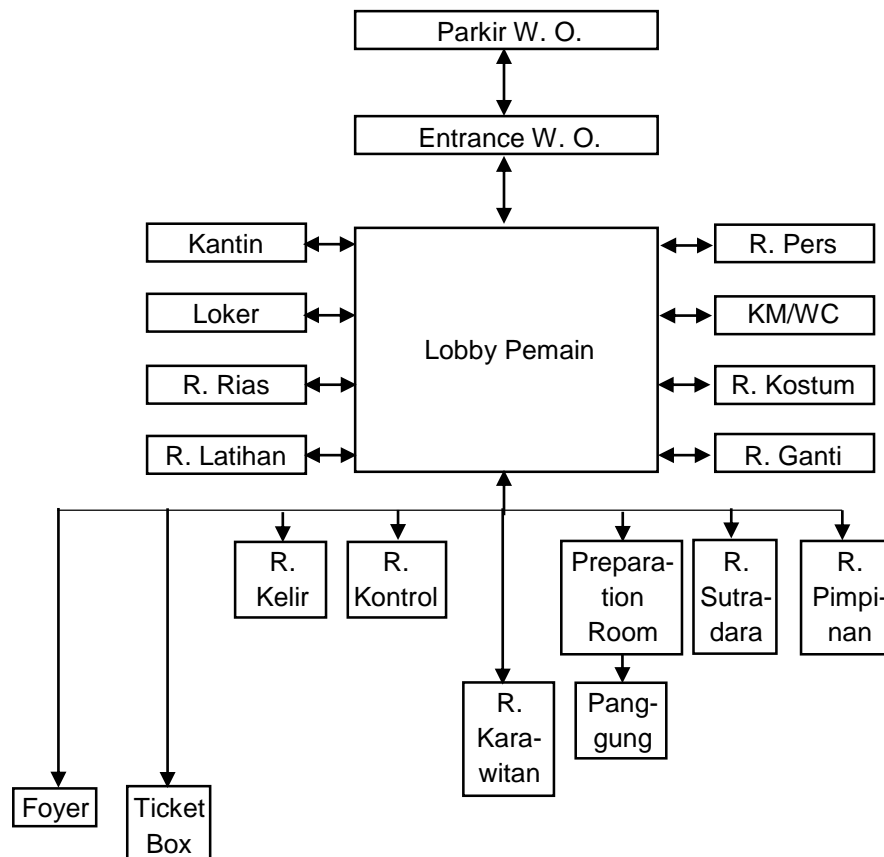 Parkir W. O.
Entrance W. O.
Kantin
R. Pers
Loker
KM/WC
Lobby Pemain
R. Rias
R. Kostum
R. Latihan
R. Ganti
R.
Kelir
R.
Kontrol
Prepara-
tion
Room
R.
Sutra-
dara
R.
Pimpi-
nan
R.
Kara-
witan
Pang-
gung
Foyer
Ticket
Box